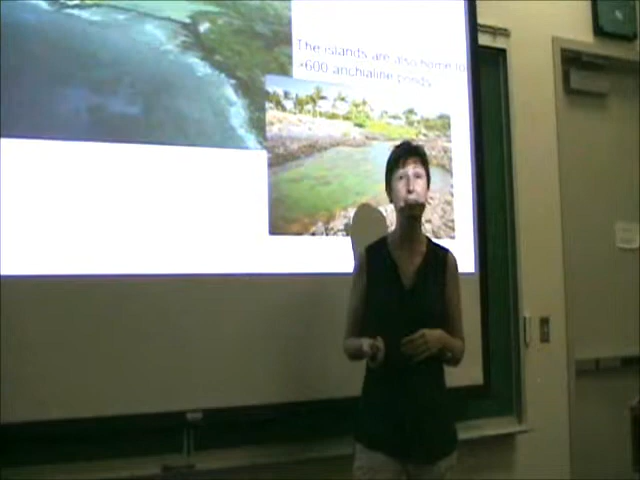 The islands are also home to
≈600 anchialine ponds